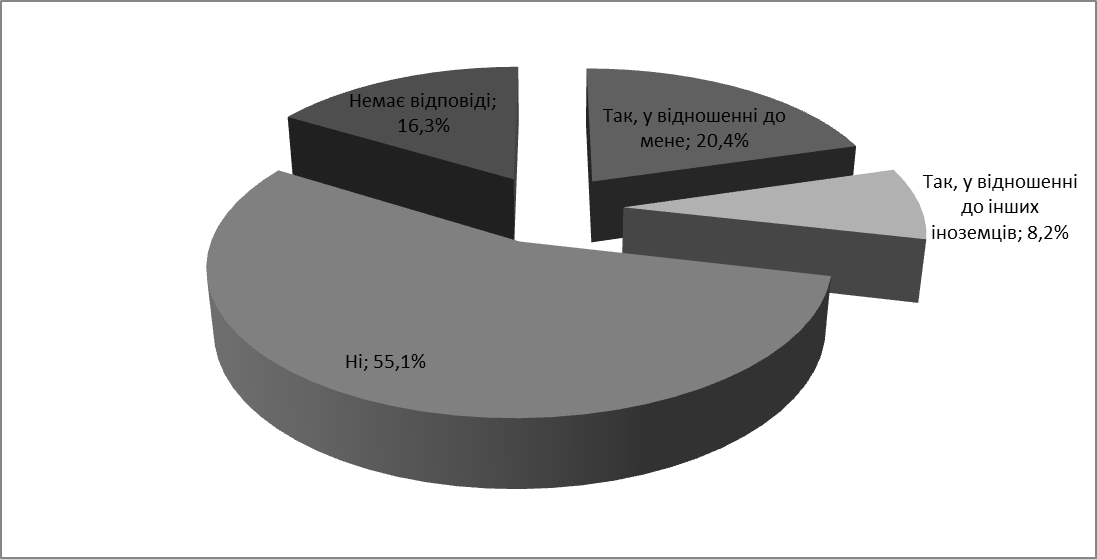 Немає відповіді;
16,3%
Так, у відношенні до
мене; 20,4%
Так, у відношенні
до інших
іноземців; 8,2%
Ні; 55,1%